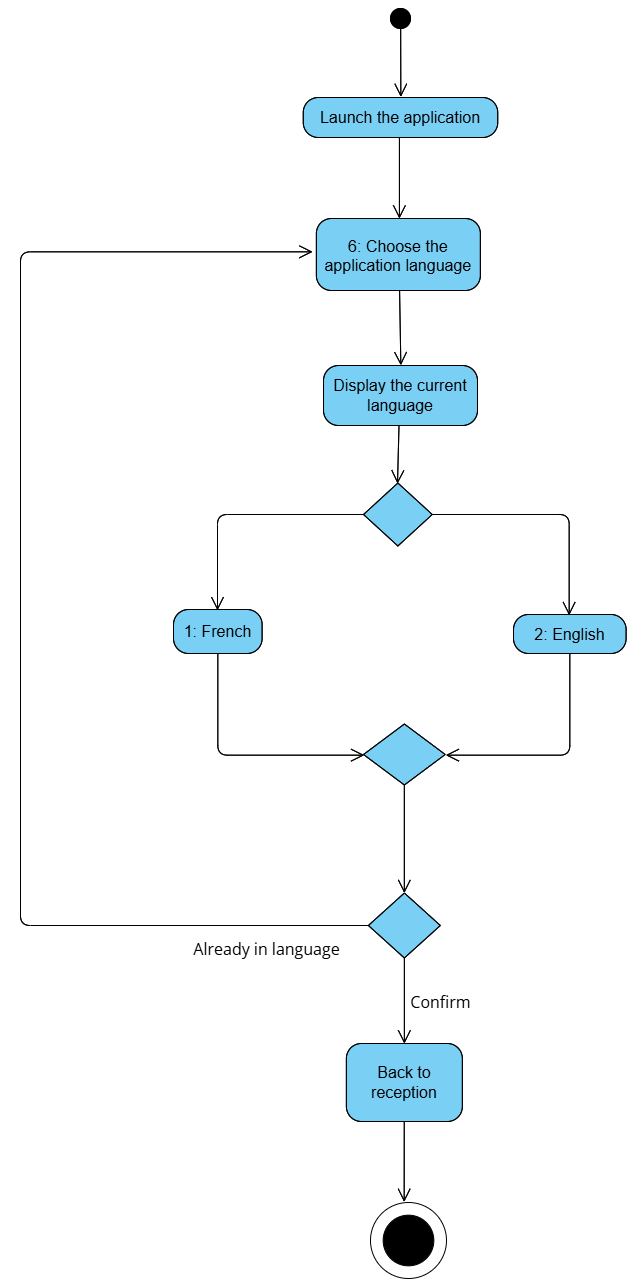 Launch the application
6: Choose the
application language
Display the current
language
1: French
2: English
Already in language
Confirm
Back to
reception